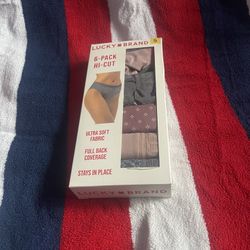 LUCKY BRAND
6-PACK
HI-CUT
ULTRA SOFT
FABRIC
FULL BACK
COVERAGE
STAYS IN PLACE
LUCKY BRAND